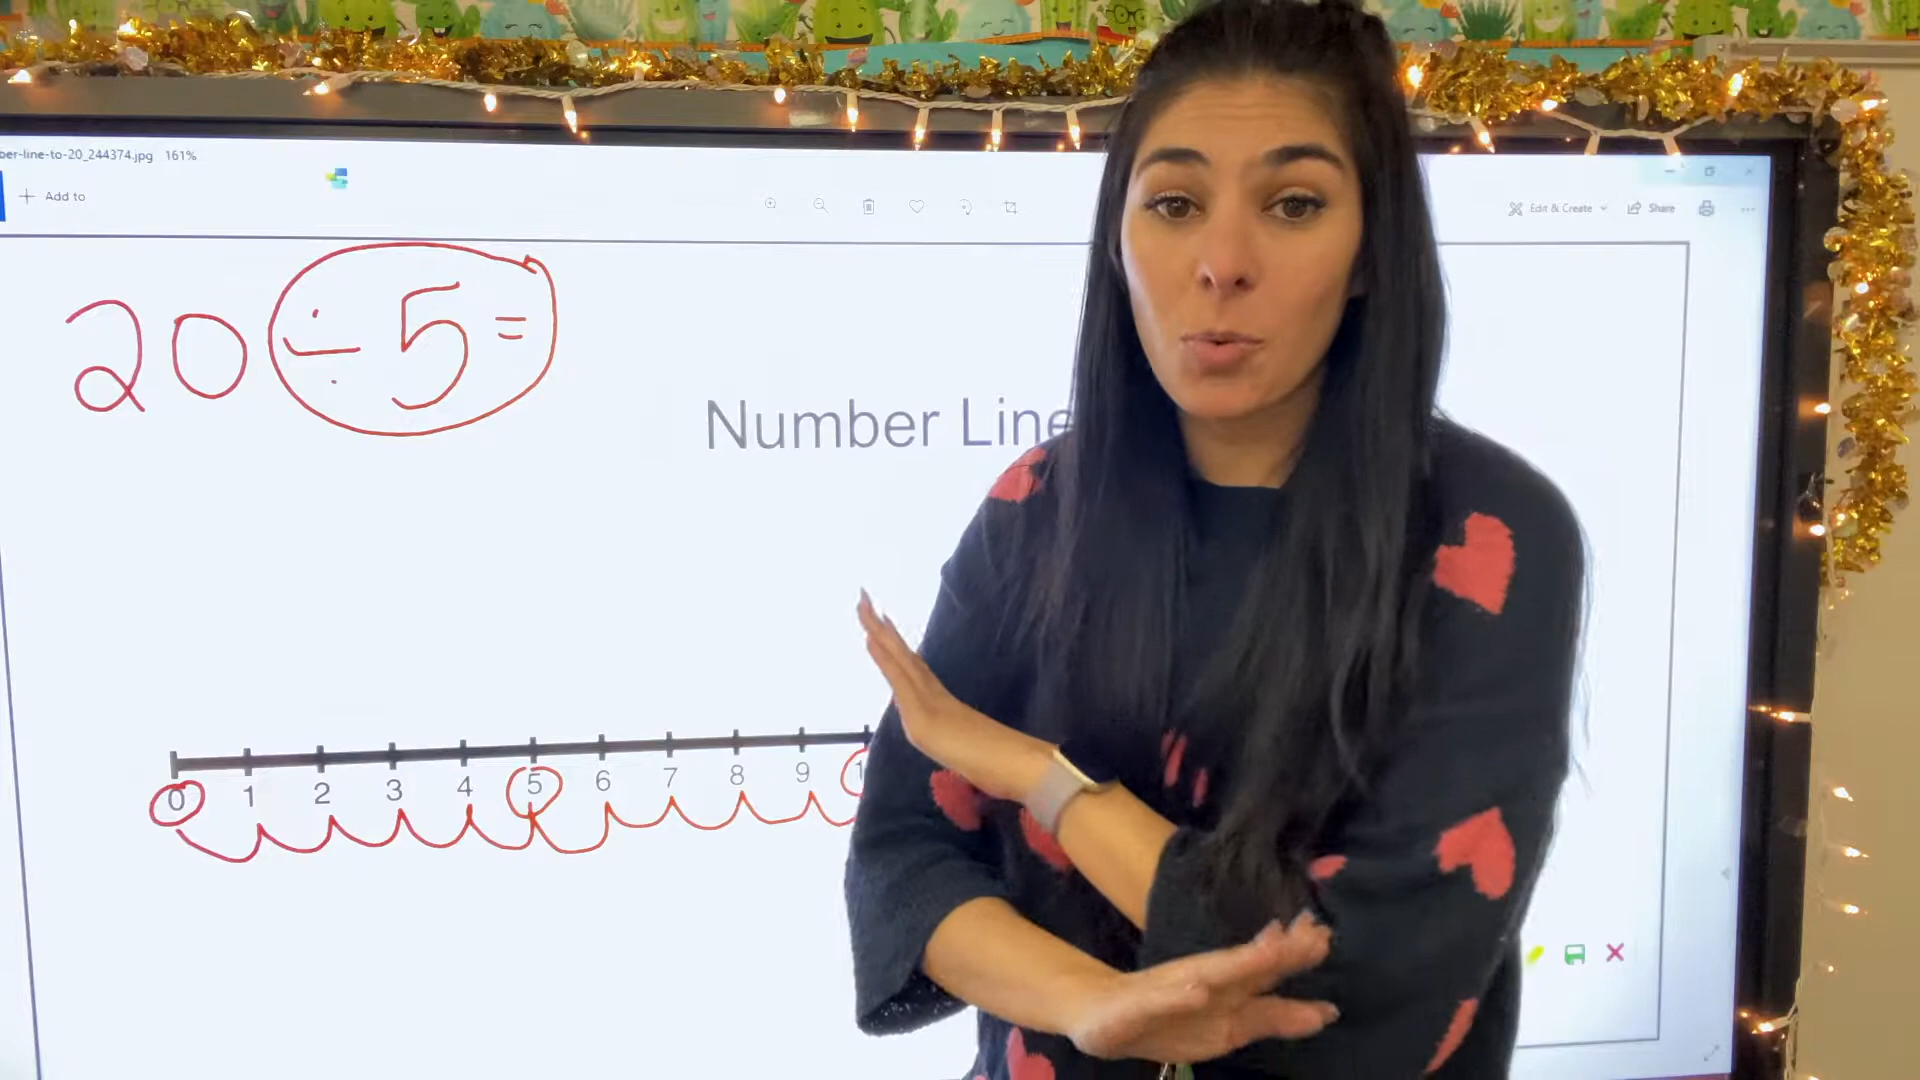 ber-line-to-20_244374.jpg 161%
+ Add to
Edit & Create
Share
20 ÷ 5 =
Number Line
0 1 2 3 4 5 6 7 8 9